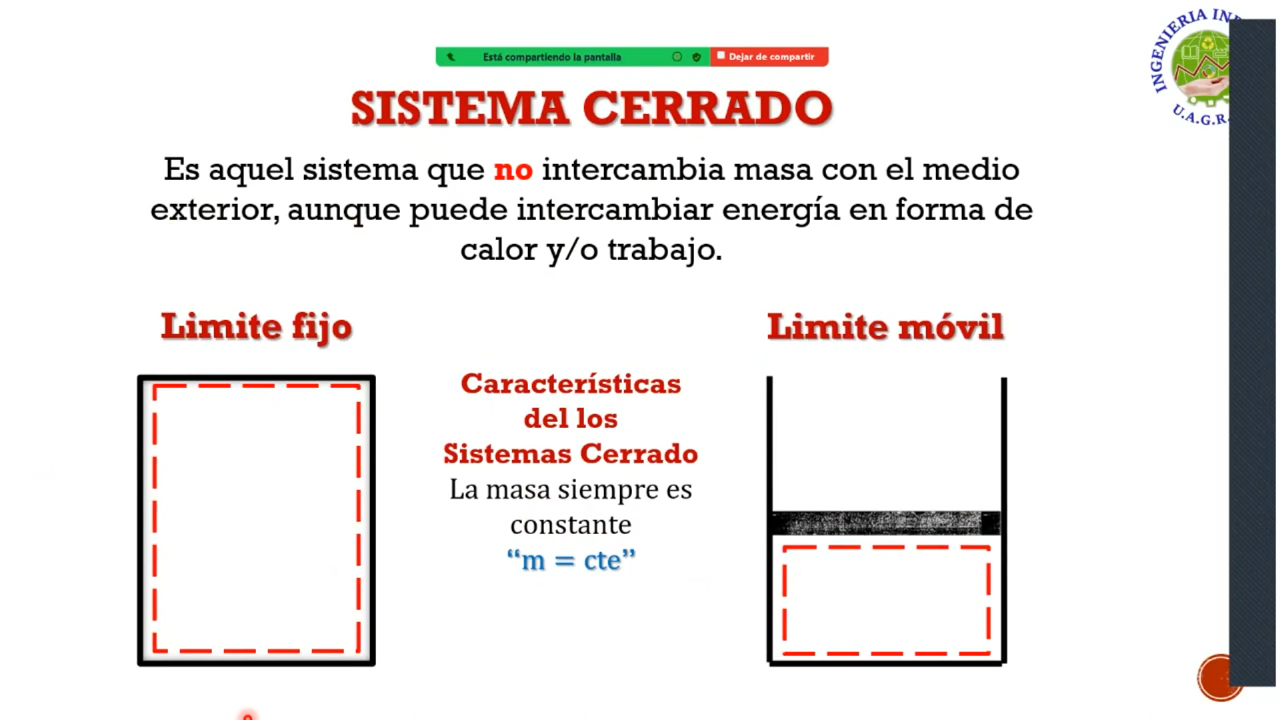 Está compartiendo la pantalla
Dejar de compartir
INGENIERIA
U.A.G.R.
SISTEMA CERRADO
Es aquel sistema que no intercambia masa con el medio
exterior, aunque puede intercambiar energía en forma de
calor y/o trabajo.
Limite fijo
Limite móvil
Características
del los
Sistemas Cerrado
La masa siempre es
constante
“m = cte”